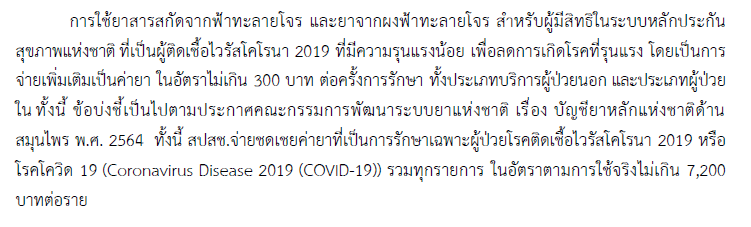 การใช้ยาสารสกัดจากฟ้าทะลายโจร และยาจากผงฟ้าทะลายโจร สำหรับผู้มีสิทธิในระบบหลักประกัน
สุขภาพแห่งชาติ ที่เป็นผู้ติดเชื้อไวรัสโคโรนา 2019 ที่มีความรุนแรงน้อย เพื่อลดการเกิดโรคที่รุนแรง โดยเป็นการ
จ่ายเพิ่มเติมเป็นค่ายา ในอัตราไม่เกิน 300 บาท ต่อครั้งการรักษา ทั้งประเภทบริการผู้ป่วยนอก และประเภทผู้ป่วย
ใน ทั้งนี้ ข้อบ่งชี้เป็นไปตามประกาศคณะกรรมการพัฒนาระบบยาแห่งชาติ เรื่อง บัญชียาหลักแห่งชาติด้าน
สมุนไพร พ.ศ. 2564 ทั้งนี้ สปสช.จ่ายชดเชยค่ายาที่เป็นการรักษาเฉพาะผู้ป่วยโรคติดเชื้อไวรัสโคโรนา 2019 หรือ
โรคโควิด 19 (Coronavirus Disease 2019 (COVID-19)) รวมทุกรายการ ในอัตราตามการใช้จริงไม่เกิน 7,200
บาทต่อราย